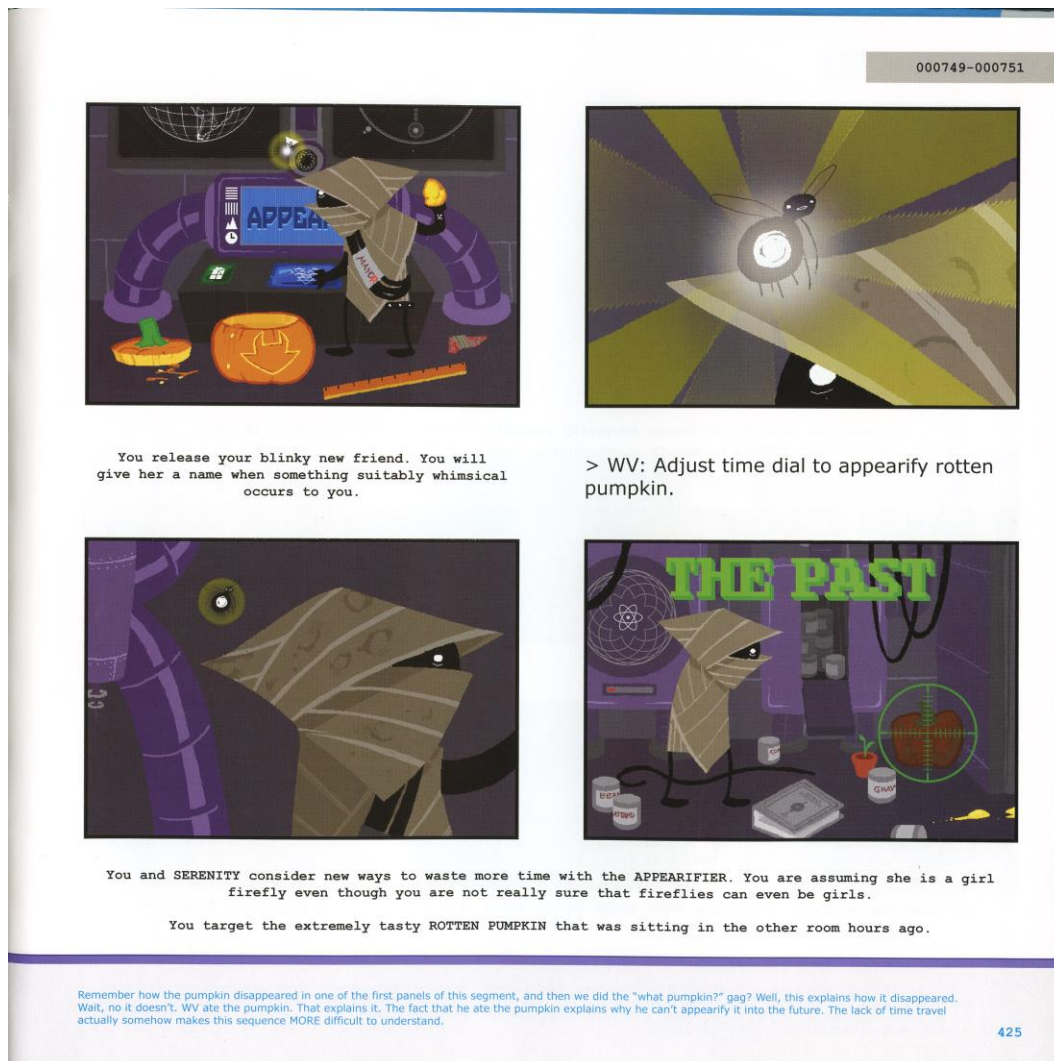 000749-000751
APPEA
MAYOR
You release your blinky new friend. You will
give her a name when something suitably whimsical
occurs to you.
> WV: Adjust time dial to appearify rotten
pumpkin.
THE PAST
BEAN
GRAV
You and SERENITY consider new ways to waste more time with the APPEARIFIER. You are assuming she is a girl
firefly even though you are not really sure that fireflies can even be girls.
You target the extremely tasty ROTTEN PUMPKIN that was sitting in the other room hours ago.
Remember how the pumpkin disappeared in one of the first panels of this segment, and then we did the "what pumpkin?" gag? Well, this explains how it disappeared.
Wait, no it doesn't. WV ate the pumpkin. That explains it. The fact that he ate the pumpkin explains why he can't appearify it into the future. The lack of time travel
actually somehow makes this sequence MORE difficult to understand.
425